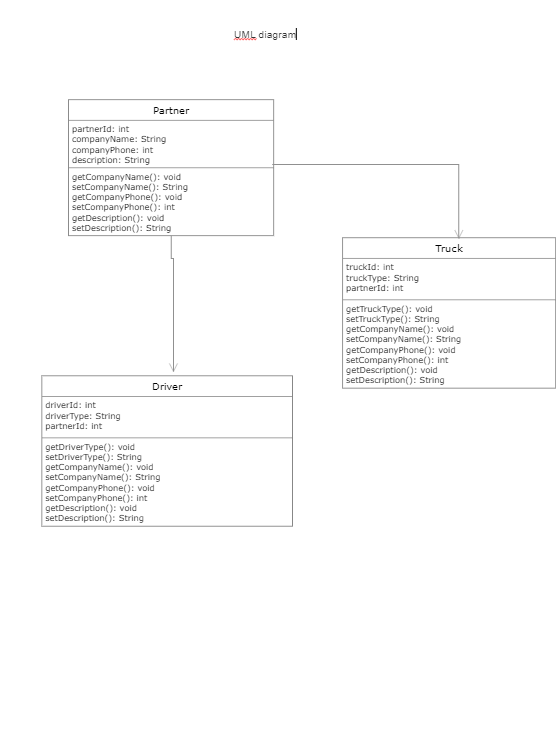 UML diagram
Partner
partnerId: int
companyName: String
companyPhone: int
description: String
getCompanyName(): void
setCompanyName(): String
getCompanyPhone(): void
setCompanyPhone(): int
getDescription(): void
setDescription(): String
Truck
truckId: int
truckType: String
partnerId: int
getTruckType(): void
setTruckType(): String
getCompanyName(): void
setCompanyName(): String
getCompanyPhone(): void
setCompanyPhone(): int
getDescription(): void
setDescription(): String
Driver
driverId: int
driverType: String
partnerId: int
getDriverType(): void
setDriverType(): String
getCompanyName(): void
setCompanyName(): String
getCompanyPhone(): void
setCompanyPhone(): int
getDescription(): void
setDescription(): String